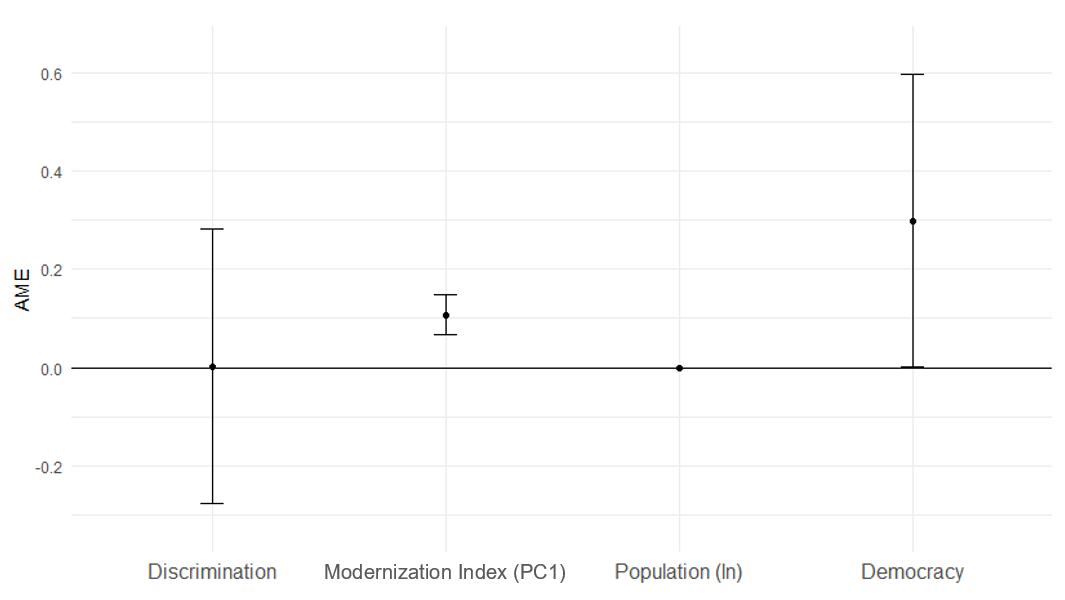 0.6
0.4
0.2
0.0
-0.2
AME
Discrimination
Modernization Index (PC1)
Population (ln)
Democracy